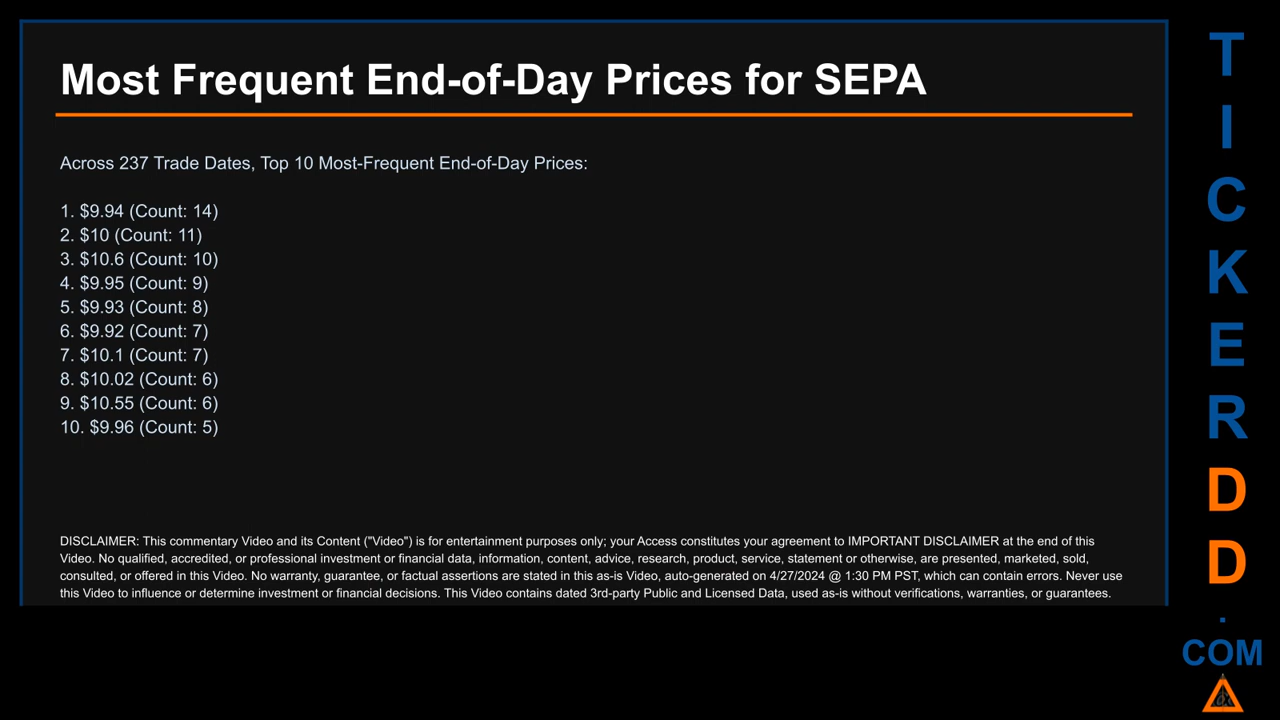 Most Frequent End-of-Day Prices for SEPA
Across 237 Trade Dates, Top 10 Most-Frequent End-of-Day Prices:
1. $9.94 (Count: 14)
2. $10 (Count: 11)
3. $10.6 (Count: 10)
4. $9.95 (Count: 9)
5. $9.93 (Count: 8)
6. $9.92 (Count: 7)
7. $10.1 (Count: 7)
8. $10.02 (Count: 6)
9. $10.55 (Count: 6)
10. $9.96 (Count: 5)
DISCLAIMER: This commentary Video and its Content ("Video") is for entertainment purposes only; your Access constitutes your agreement to IMPORTANT DISCLAIMER at the end of this
Video. No qualified, accredited, or professional investment or financial data, information, content, advice, research, product, service, statement or otherwise, are presented, marketed, sold,
consulted, or offered in this Video. No warranty, guarantee, or factual assertions are stated in this as-is Video, auto-generated on 4/27/2024 @ 1:30 PM PST, which can contain errors. Never use
this Video to influence or determine investment or financial decisions. This Video contains dated 3rd-party Public and Licensed Data, used as-is without verifications, warranties, or guarantees.
T
I
C
K
E
R
D
D
.
COM